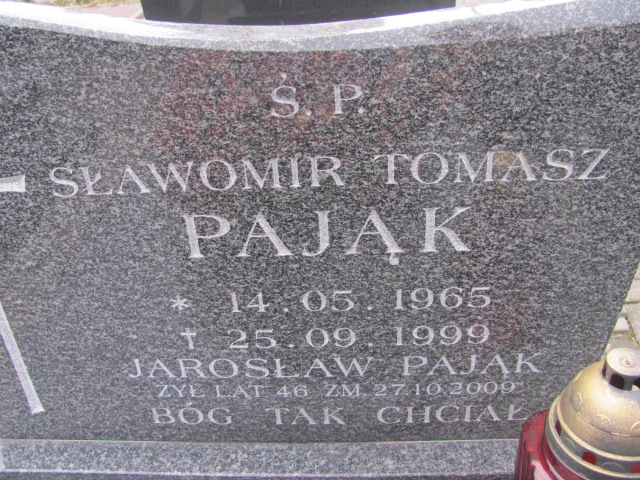 Ś. P.
SŁAWOMIR TOMASZ
PAJĄK
* 14.05.1965
† 25.09.1999
JAROSŁAW PAJĄK
ŻYŁ LAT 46 ZM 27.10.2009
BÓG TAK CHCIAŁ